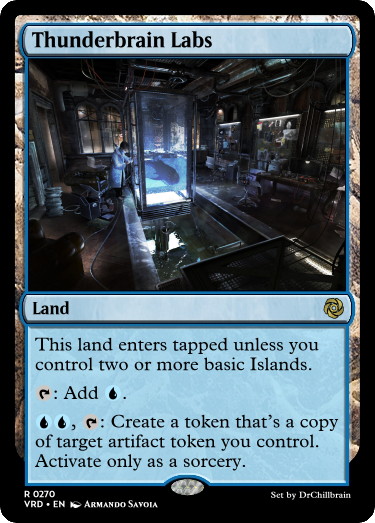 Thunderbrain Labs
Land
This land enters tapped unless you
control two or more basic Islands.
: Add .
, : Create a token that's a copy
of target artifact token you control.
Activate only as a sorcery.
R 0270
VRD • EN Armando Savoia
Set by DrChillbrain